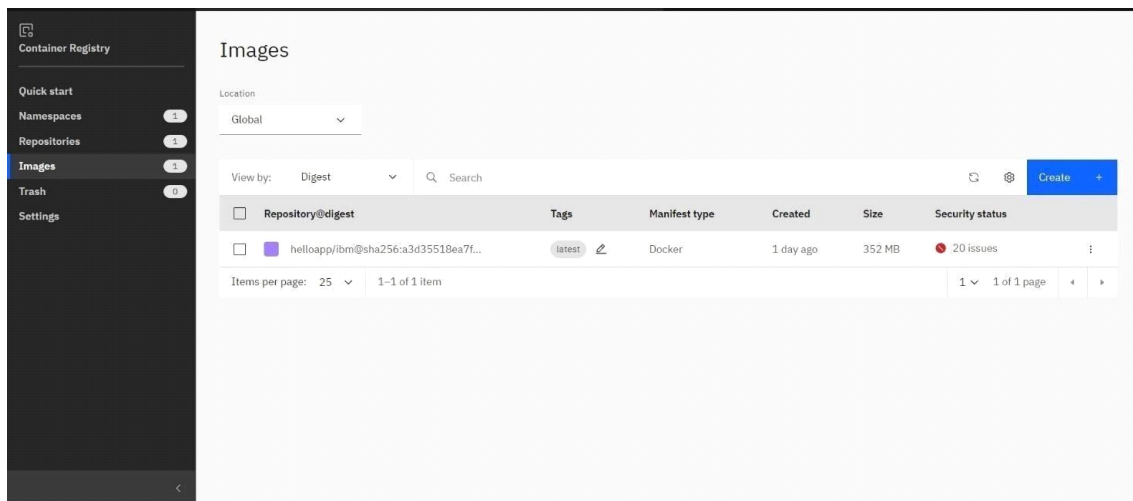 Container Registry
Quick start
Namespaces 1
Repositories 1
Images 1
Trash 0
Settings
Images
Location
Global
View by: Digest Search Create +
Repository@digest Tags Manifest type Created Size Security status
helloapp/ibm@sha256:a3d35518ea7f... latest Docker 1 day ago 352 MB 20 issues
Items per page: 25 1–1 of 1 item 1 1 of 1 page